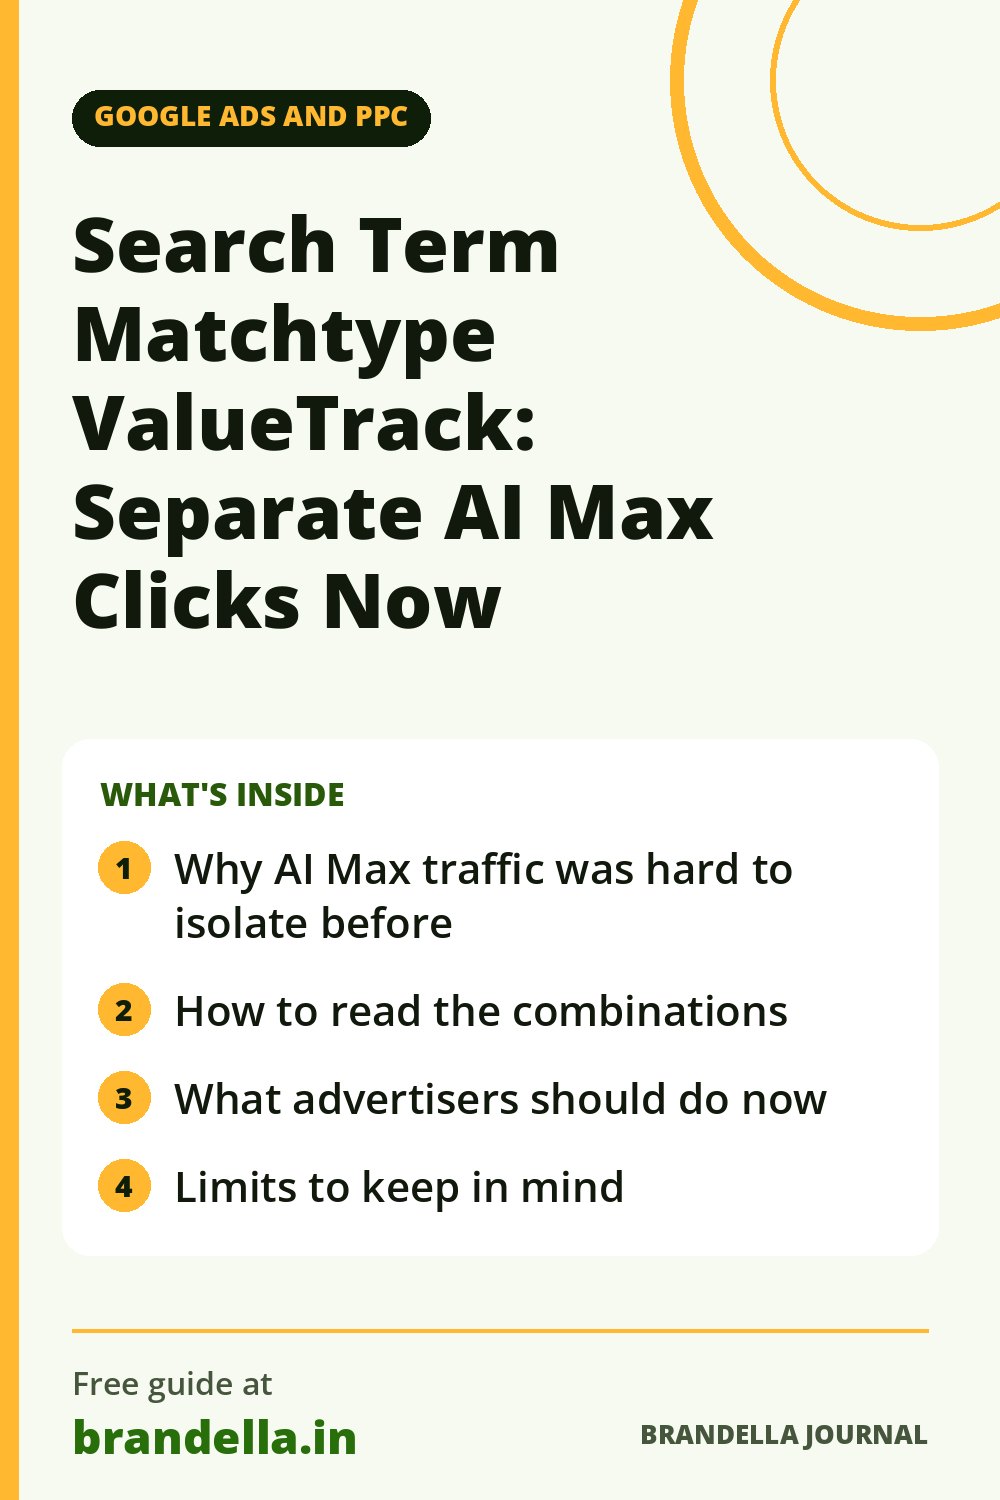 GOOGLE ADS AND PPC
Search Term
Matchtype
ValueTrack:
Separate AI Max
Clicks Now
WHAT'S INSIDE
1 Why AI Max traffic was hard to
isolate before
2 How to read the combinations
3 What advertisers should do now
4 Limits to keep in mind
Free guide at
brandella.in
BRANDELLA JOURNAL